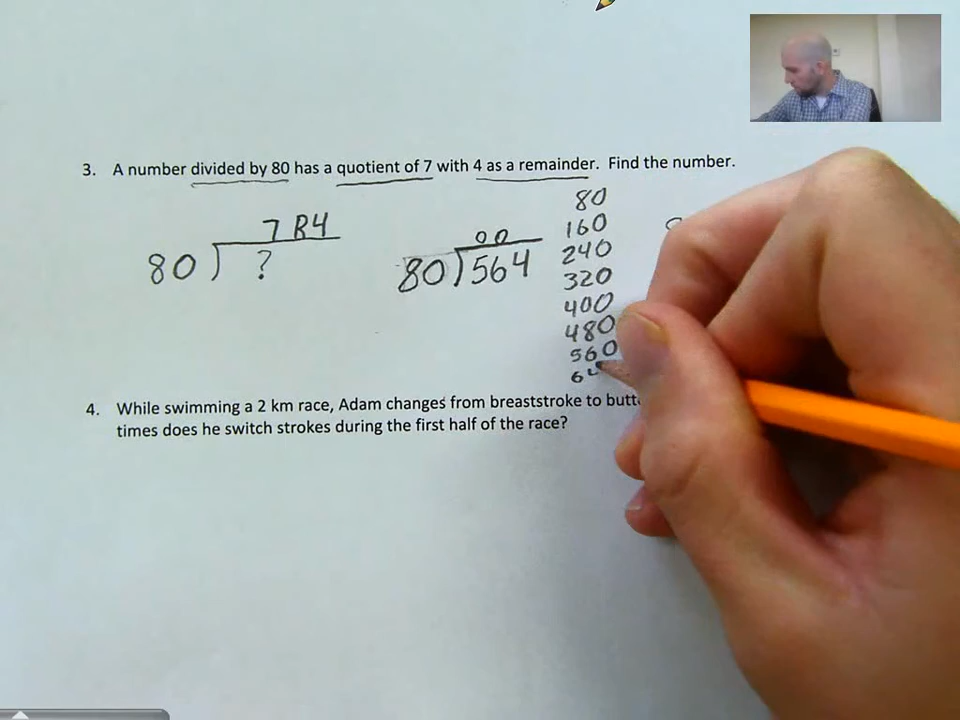 3. A number divided by 80 has a quotient of 7 with 4 as a remainder. Find the number.
7 R4
80) ?
00
80)564
80
160
240
320
400
480
560
4. While swimming a 2 km race, Adam changes from breaststroke to
times does he switch strokes during the first half of the race?